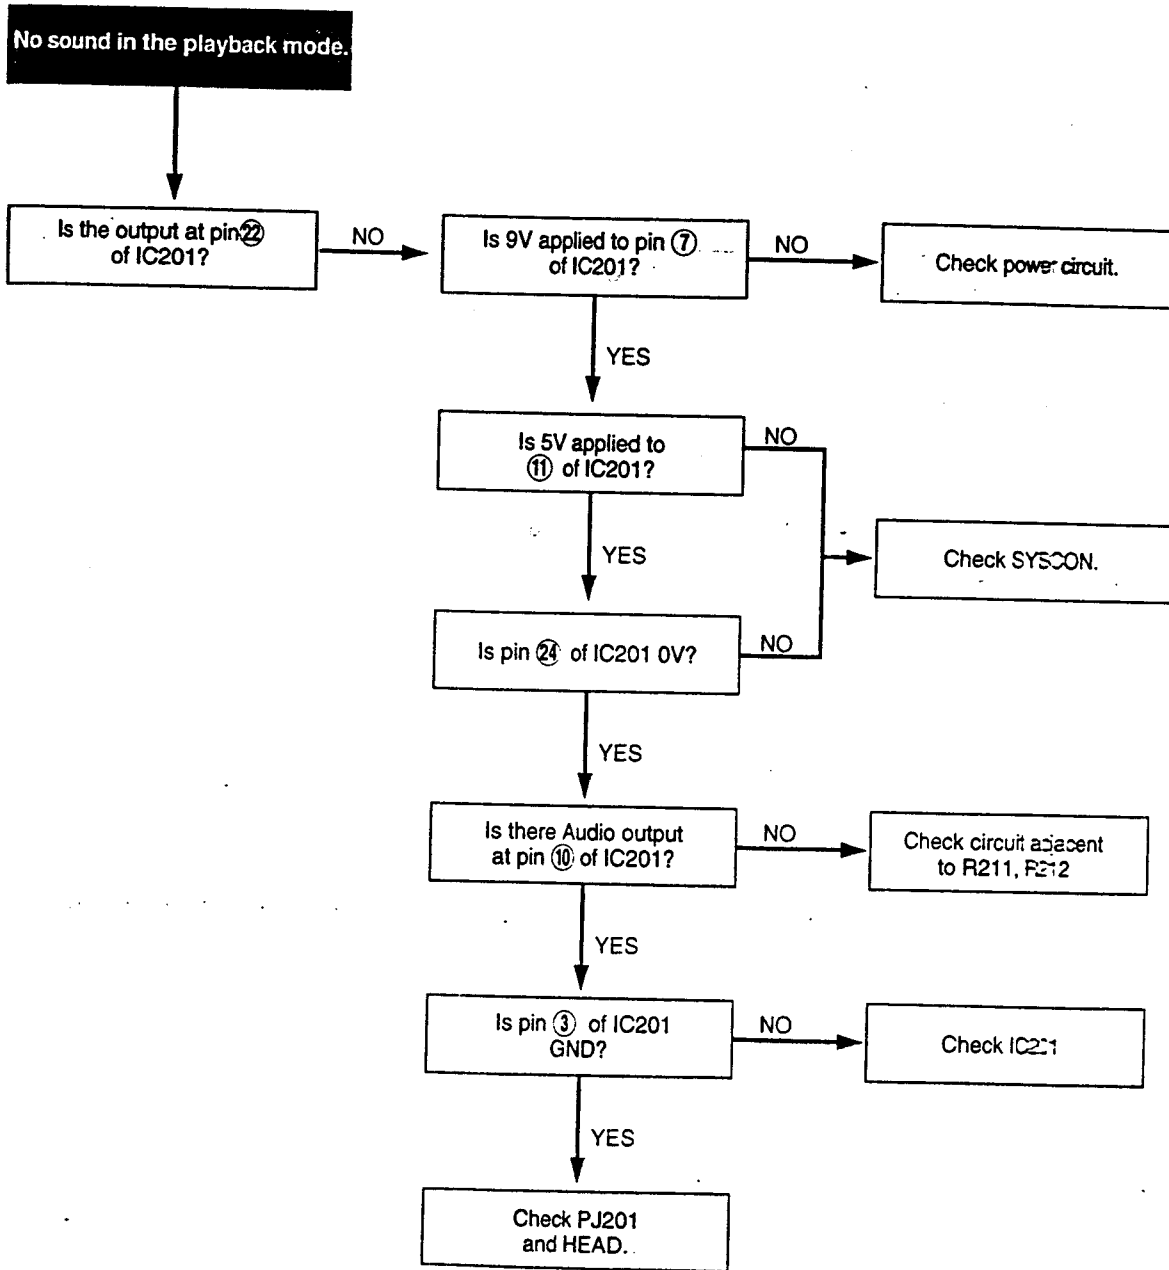 No sound in the playback mode.
Is the output at pin ㉒
of IC201?
NO
Is 9V applied to pin ⑦
of IC201?
NO
Check power circuit.
YES
Is 5V applied to
⑪ of IC201?
NO
YES
Check SYSCON.
Is pin ㉔ of IC201 0V?
NO
YES
Is there Audio output
at pin ⑩ of IC201?
NO
Check circuit adjacent
to R211, R212
YES
Is pin ③ of IC201
GND?
NO
Check
YES
Check PJ201
and HEAD.